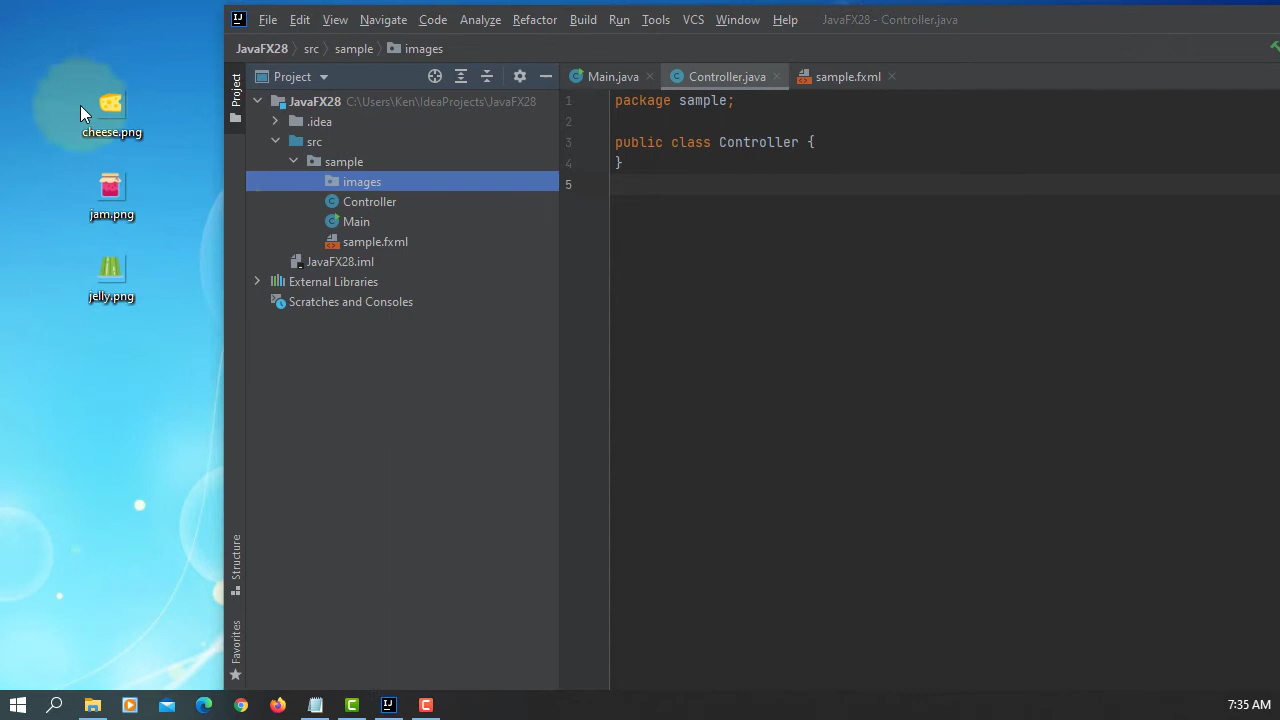 cheese.png
jam.png
jelly.png
IJ File Edit View Navigate Code Analyze Refactor Build Run Tools VCS Window Help JavaFX28 - Controller.java
JavaFX28 src sample images
Project
Project
JavaFX28 C:\Users\Ken\IdeaProjects\JavaFX28
.idea
src
sample
images
Controller
Main
sample.fxml
JavaFX28.iml
External Libraries
Scratches and Consoles
Structure
Favorites
Main.java Controller.java sample.fxml
1 package sample;
2
3 public class Controller {
4 }
5
7:35 AM